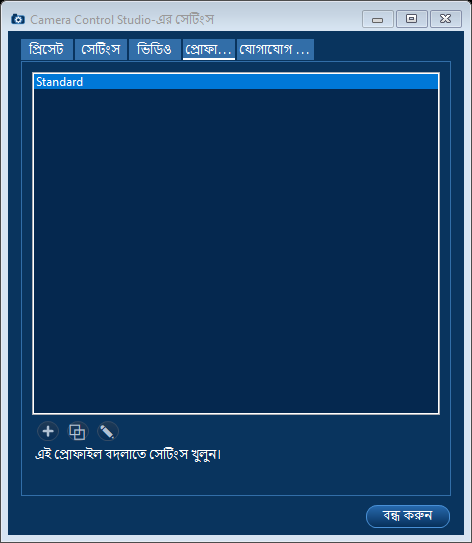 Camera Control Studio-এর সেটিংস
প্রিসেট সেটিংস ভিডিও প্রোফা... যোগাযোগ ...
Standard
এই প্রোফাইল বদলাতে সেটিংস খুলুন।
বন্ধ করুন